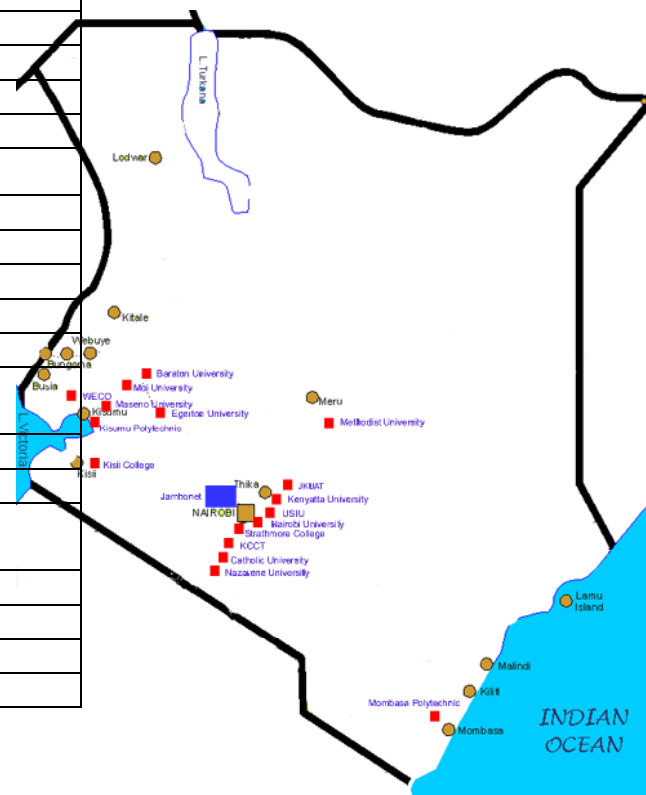 L. Turkana
Lodwar
Kitale
Webuye
Bungoma
Busia
Baraton University
Moi University
WECO
Maseno University
Kisumu
Egerton University
Kisumu Polytechnic
Meru
Methodist University
L. Victoria
Kisii College
Kisii
Thika
JKUAT
Jamhonet
Kenyatta University
NAIROBI
USIU
Nairobi University
Strathmore College
KCCT
Catholic University
Nazarene University
Lamu
Island
Malindi
Kilifi
Mombasa Polytechnic
Mombasa
INDIAN
OCEAN